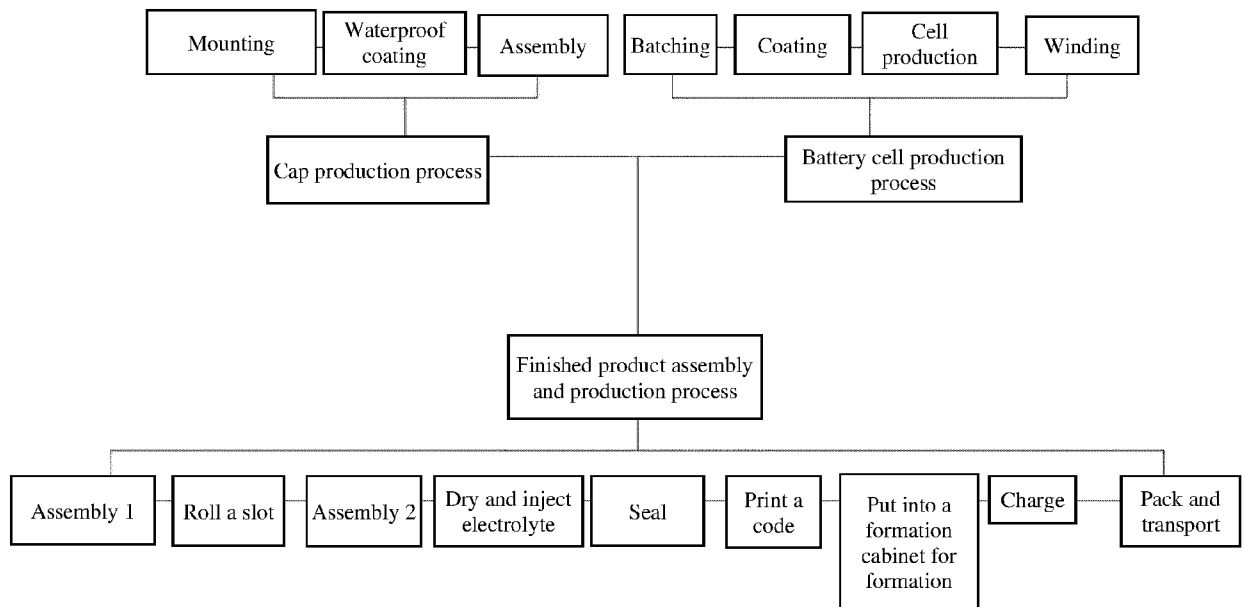 Mounting
Waterproof
coating
Assembly
Batching
Coating
Cell
production
Winding
Cap production process
Battery cell production
process
Finished product assembly
and production process
Assembly 1
Roll a slot
Assembly 2
Dry and inject
electrolyte
Seal
Print a
code
Put into a
formation
cabinet for
formation
Charge
Pack and
transport